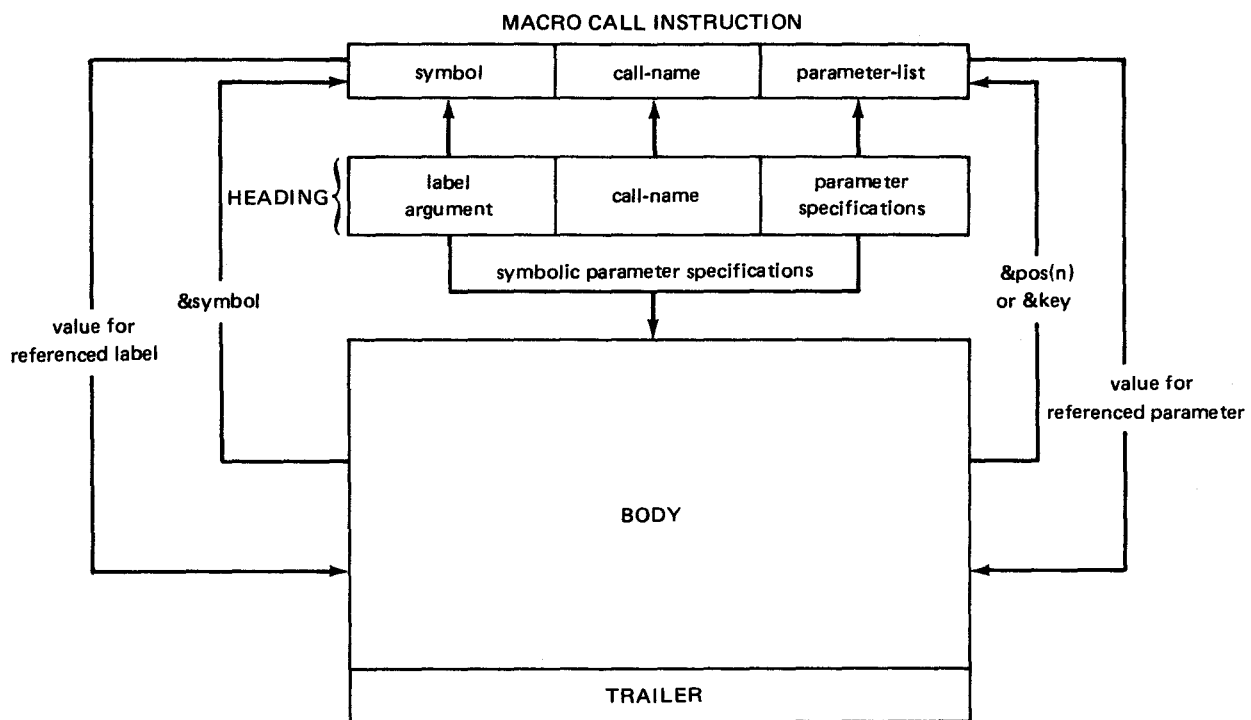 MACRO CALL INSTRUCTION
symbol
call-name
parameter-list
HEADING
label
argument
call-name
parameter
specifications
symbolic parameter specifications
&symbol
&pos(n)
or &key
value for
referenced label
value for
referenced parameter
BODY
TRAILER